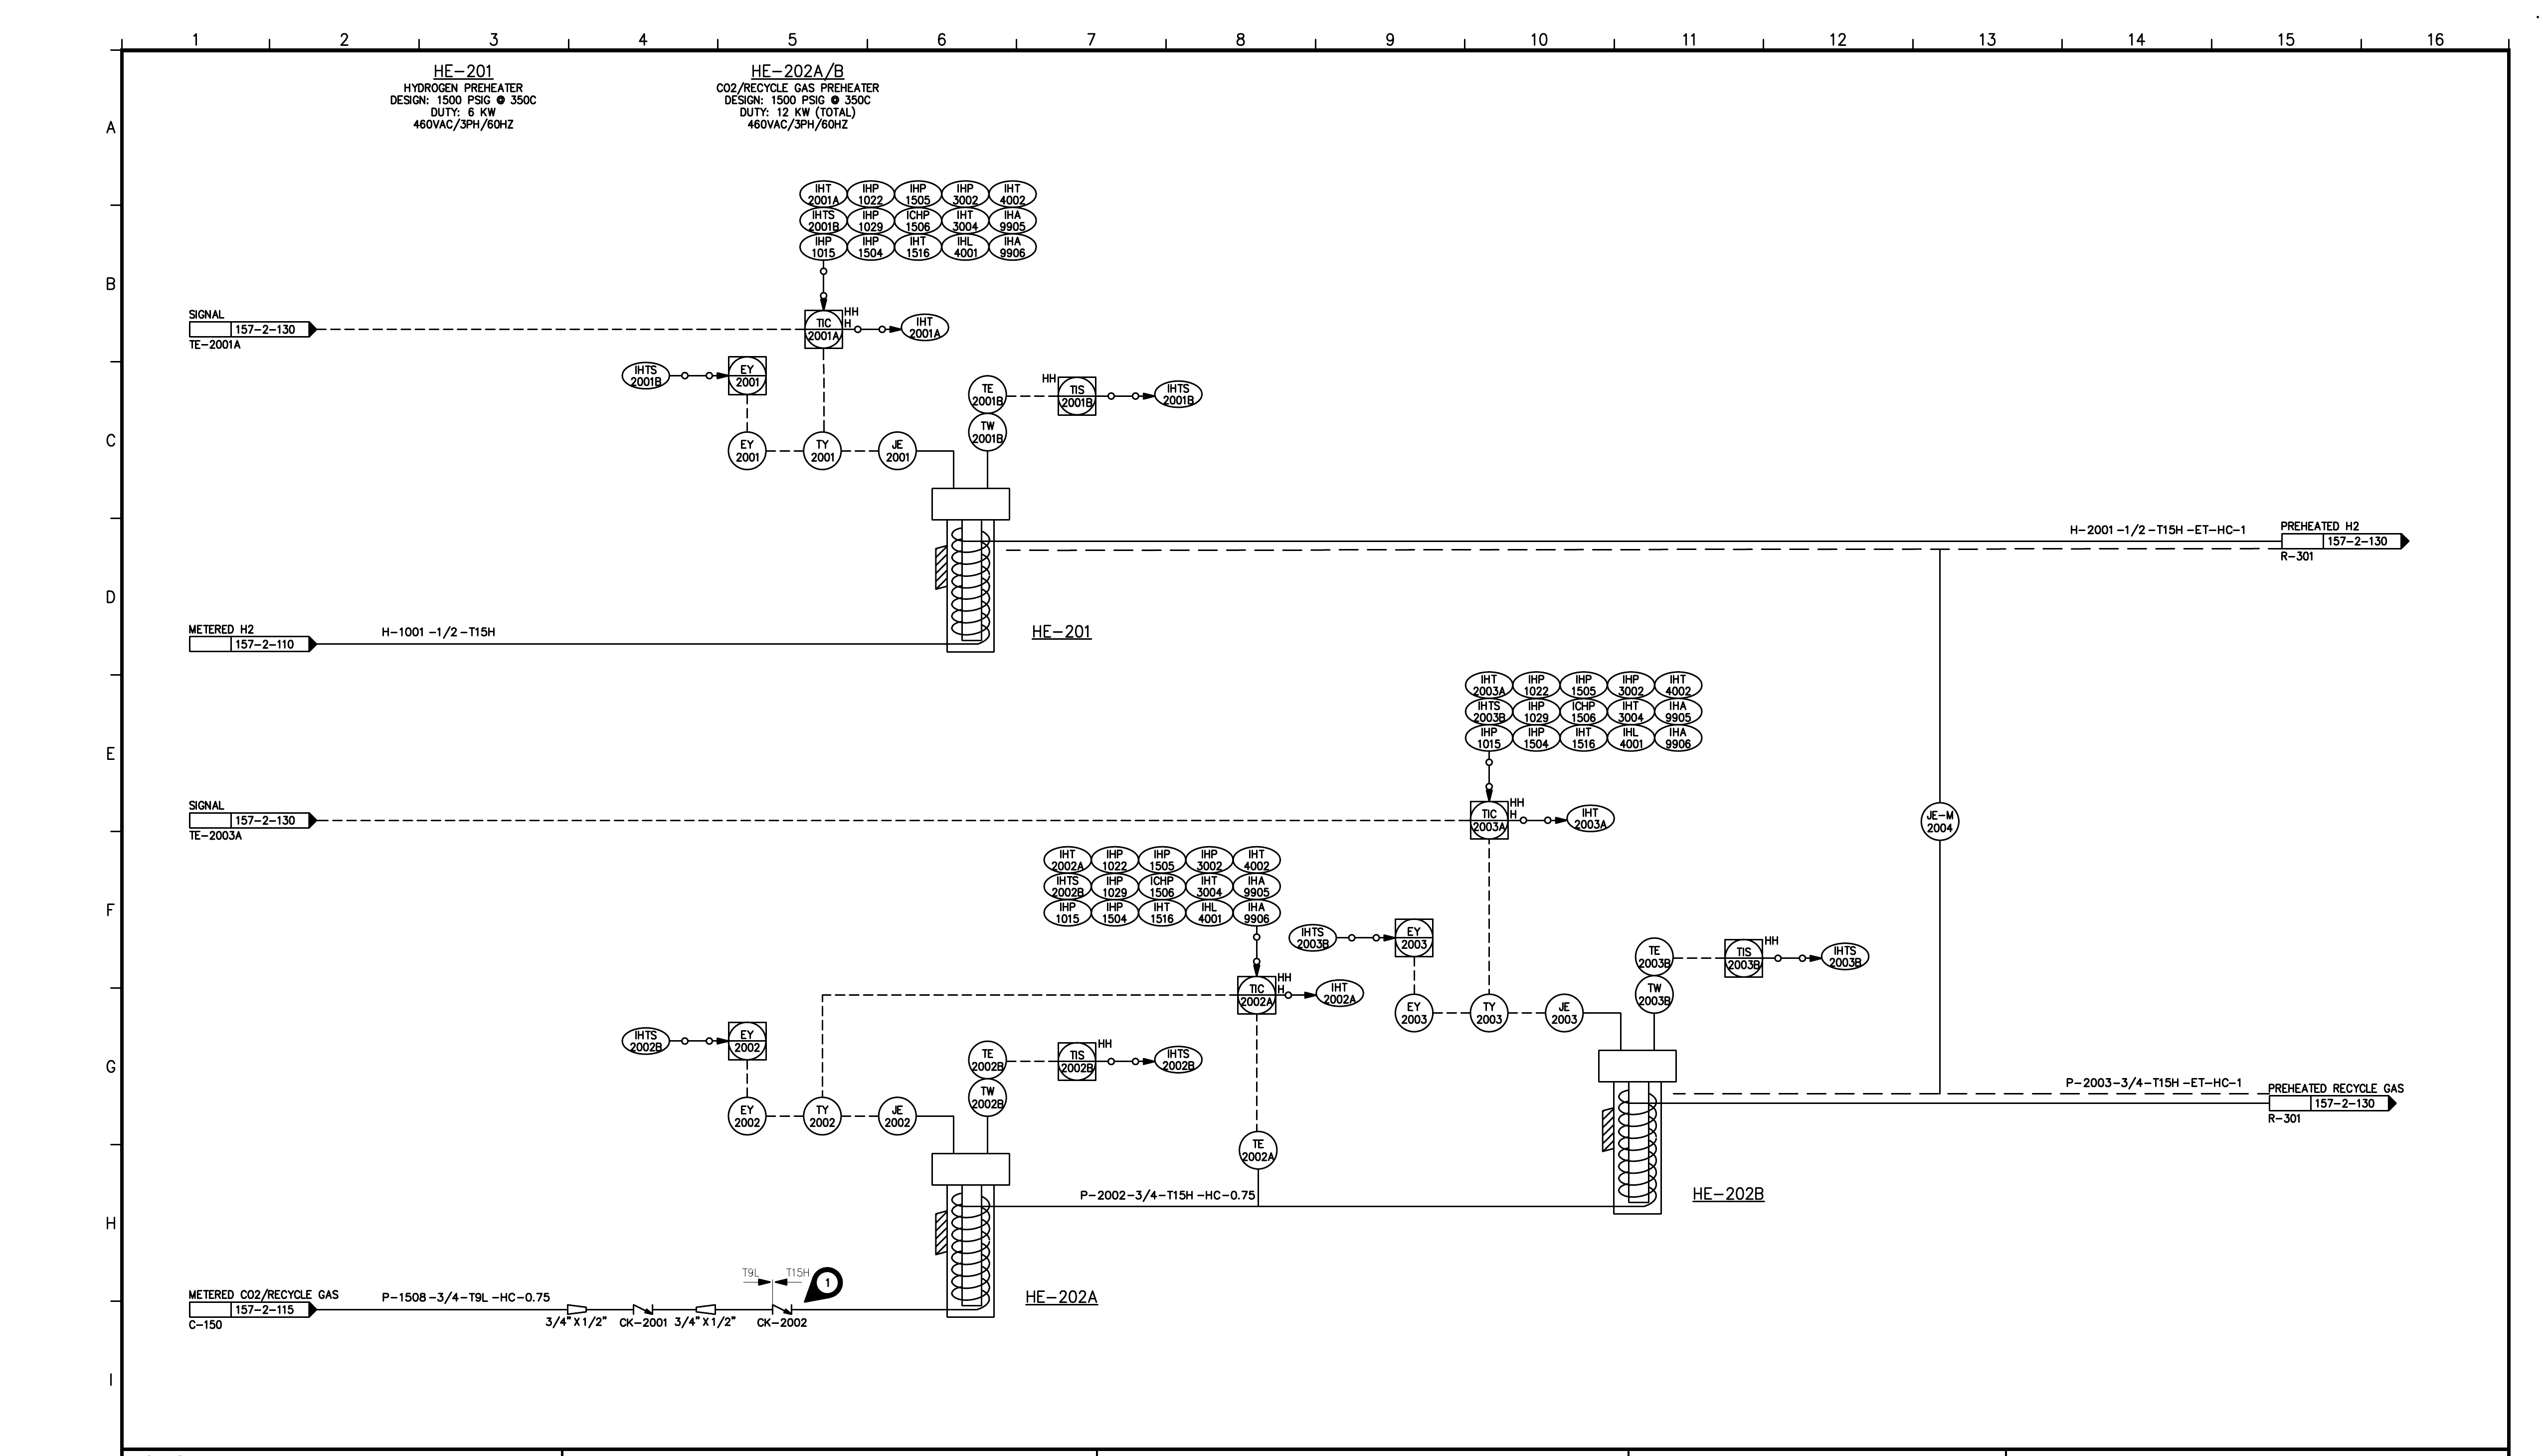 1 2 3 4 5 6 7 8 9 10 11 12 13 14 15 16
A
B
C
D
E
F
G
H
I
HE-201
HYDROGEN PREHEATER
DESIGN: 1500 PSIG @ 350C
DUTY: 6 KW
460VAC/3PH/60HZ
HE-202A/B
CO2/RECYCLE GAS PREHEATER
DESIGN: 1500 PSIG @ 350C
DUTY: 12 KW (TOTAL)
460VAC/3PH/60HZ
IHT IHP IHP IHP IHT
2001A 1022 1505 3002 4002
IHTS IHP ICHP IHT IHA
2001B 1029 1506 3004 9905
IHP IHP IHT IHL IHA
1015 1504 1516 4001 9906
SIGNAL
157-2-130
TE-2001A
TIC
2001A
HH
H
IHT
2001A
IHTS
2001B
EY
2001
TE
2001B
HH
TIS
2001B
IHTS
2001B
TW
2001B
EY
2001
TY
2001
JE
2001
H-2001-1/2-T15H-ET-HC-1
PREHEATED H2
157-2-130
R-301
METERED H2
157-2-110
H-1001-1/2-T15H
HE-201
IHT IHP IHP IHP IHT
2003A 1022 1505 3002 4002
IHTS IHP ICHP IHT IHA
2003B 1029 1506 3004 9905
IHP IHP IHT IHL IHA
1015 1504 1516 4001 9906
SIGNAL
157-2-130
TE-2003A
TIC
2003A
HH
H
IHT
2003A
JE-M
2004
IHT IHP IHP IHP IHT
2002A 1022 1505 3002 4002
IHTS IHP ICHP IHT IHA
2002B 1029 1506 3004 9905
IHP IHP IHT IHL IHA
1015 1504 1516 4001 9906
IHTS
2003B
EY
2003
TE
2003B
TIS
2003B
HH
IHTS
2003B
TW
2003B
TIC
2002A
HH
H
IHT
2002A
EY
2003
TY
2003
JE
2003
IHTS
2002B
EY
2002
TE
2002B
TIS
2002B
HH
IHTS
2002B
TW
2002B
EY
2002
TY
2002
JE
2002
P-2003-3/4-T15H-ET-HC-1
PREHEATED RECYCLE GAS
157-2-130
R-301
TE
2002A
P-2002-3/4-T15H-HC-0.75
HE-202B
T9L T15H
1
METERED CO2/RECYCLE GAS
157-2-115
C-150
P-1508-3/4-T9L-HC-0.75
3/4"X1/2" CK-2001 3/4"X1/2" CK-2002
HE-202A